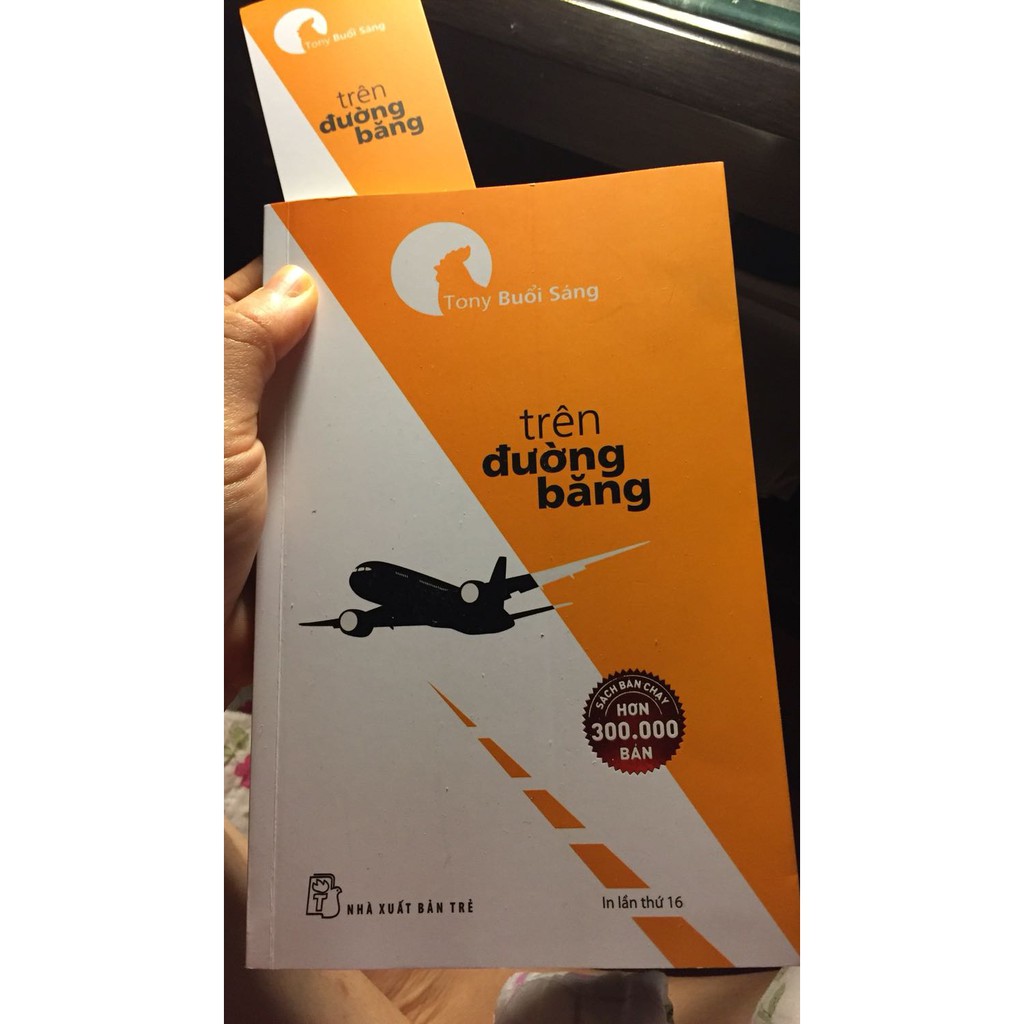 Tony Buổi Sáng
trên
đường
băng
Tony Buổi Sáng
trên
đường
băng
SÁCH BÁN CHẠY
HƠN
300.000
BẢN
NHÀ XUẤT BẢN TRẺ
In lần thứ 16